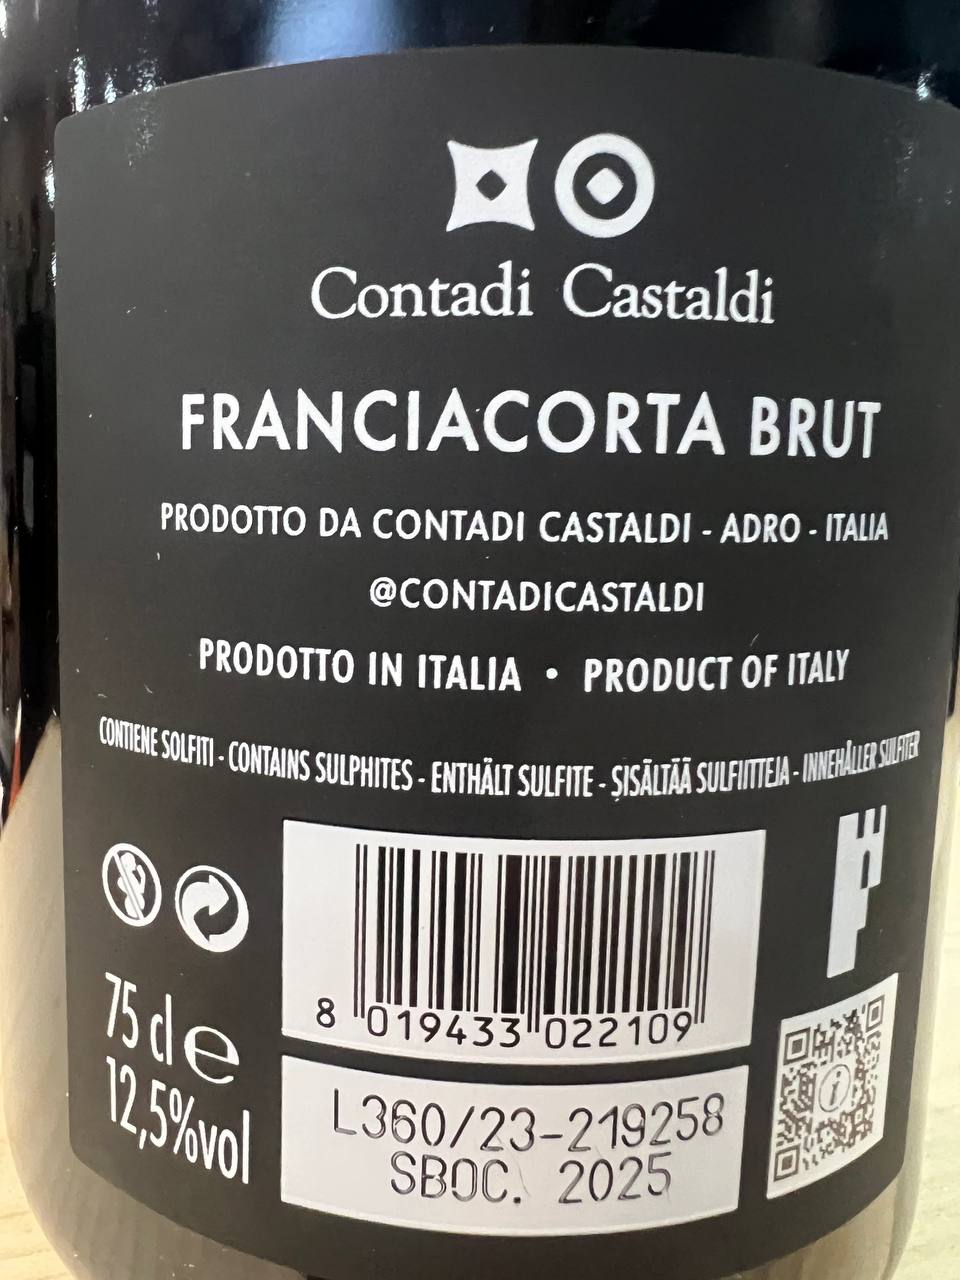 Contadi Castaldi
FRANCIACORTA BRUT
PRODOTTO DA CONTADI CASTALDI - ADRO - ITALIA
@CONTADICASTALDI
PRODOTTO IN ITALIA • PRODUCT OF ITALY
CONTIENE SOLFITI - CONTAINS SULPHITES - ENTHÄLT SULFITE - SISÄLTÄÄ SULFIITTEJA - INNEHÅLLER SULFITER
8 019433 022109
75 cl e
12,5%vol
L360/23-219258
SBOC. 2025
i